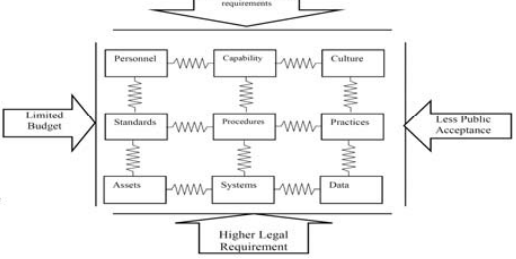 requirements
Personnel
Capability
Culture
Limited
Budget
Standards
Procedures
Practices
Less Public
Acceptance
Assets
Systems
Data
Higher Legal
Requirement